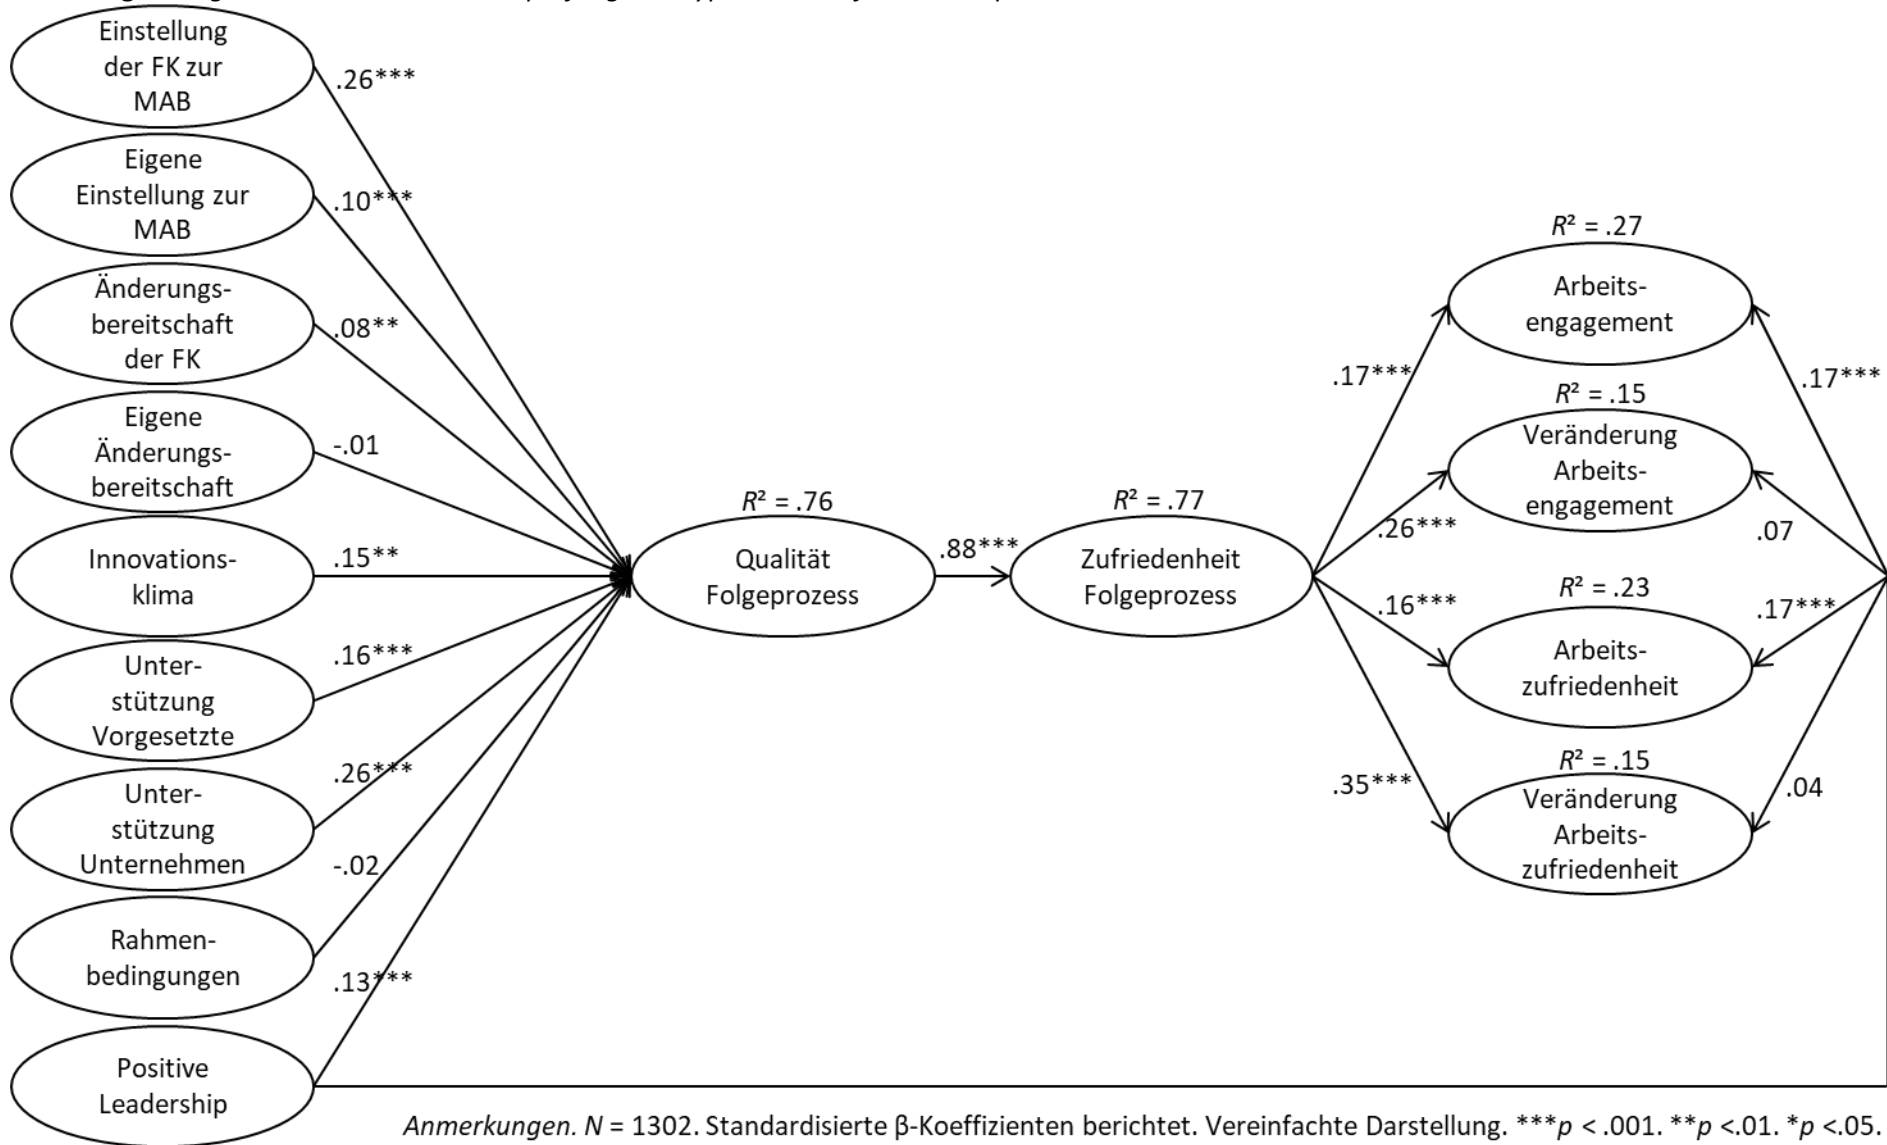 Einstellung
der FK zur
MAB
.26***
Eigene
Einstellung zur
MAB
.10***
Änderungs-
bereitschaft
der FK
.08**
Eigene
Änderungs-
bereitschaft
-.01
Innovations-
klima
.15**
Unter-
stützung
Vorgesetzte
.16***
Unter-
stützung
Unternehmen
.26***
Rahmen-
bedingungen
-.02
Positive
Leadership
.13***
R² = .76
Qualität
Folgeprozess
.88***
R² = .77
Zufriedenheit
Folgeprozess
.17***
.26***
.16***
.35***
R² = .27
Arbeits-
engagement
R² = .15
Veränderung
Arbeits-
engagement
R² = .23
Arbeits-
zufriedenheit
R² = .15
Veränderung
Arbeits-
zufriedenheit
.17***
.07
.17***
.04
Anmerkungen. N = 1302. Standardisierte β-Koeffizienten berichtet. Vereinfachte Darstellung. ***p < .001. **p <.01. *p <.05.